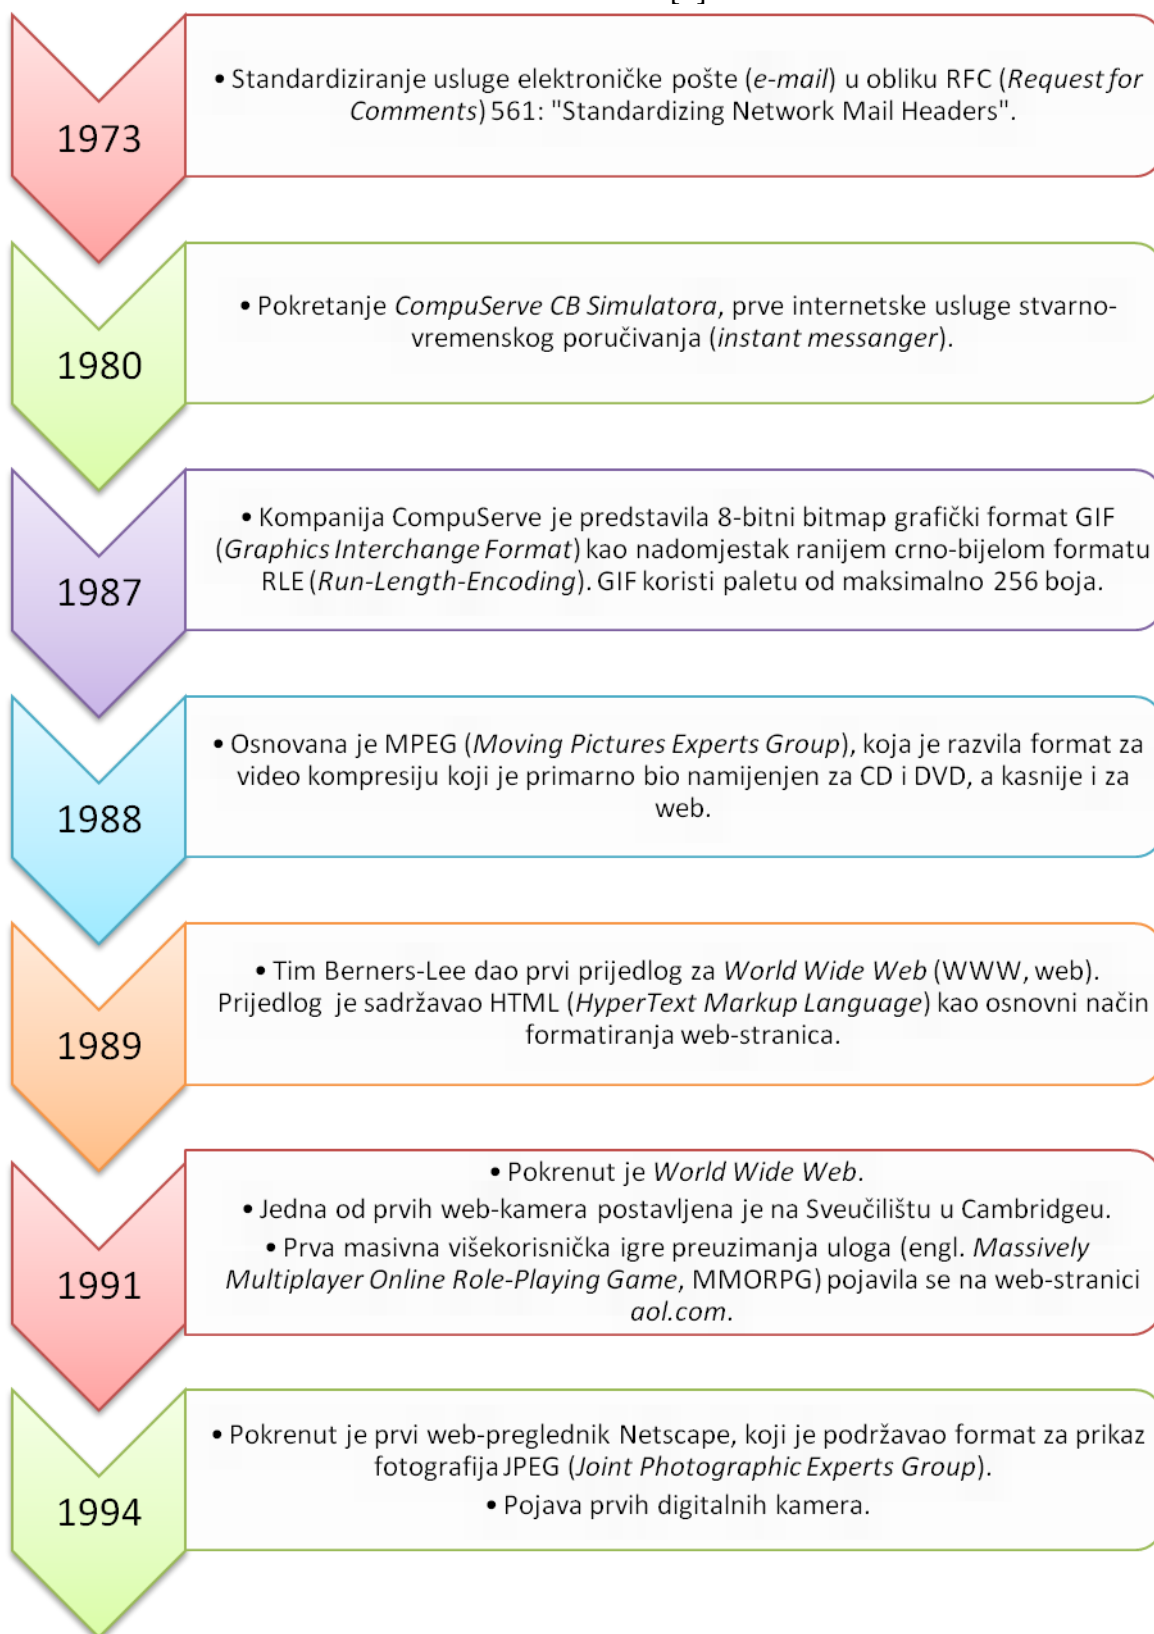 1973
• Standardiziranje usluge elektroničke pošte (e-mail) u obliku RFC (Request for
Comments) 561: "Standardizing Network Mail Headers".
1980
• Pokretanje CompuServe CB Simulatora, prve internetske usluge stvarno-
vremenskog poručivanja (instant messanger).
1987
• Kompanija CompuServe je predstavila 8-bitni bitmap grafički format GIF
(Graphics Interchange Format) kao nadomjestak ranijem crno-bijelom formatu
RLE (Run-Length-Encoding). GIF koristi paletu od maksimalno 256 boja.
1988
• Osnovana je MPEG (Moving Pictures Experts Group), koja je razvila format za
video kompresiju koji je primarno bio namijenjen za CD i DVD, a kasnije i za
web.
1989
• Tim Berners-Lee dao prvi prijedlog za World Wide Web (WWW, web).
Prijedlog je sadržavao HTML (HyperText Markup Language) kao osnovni način
formatiranja web-stranica.
1991
• Pokrenut je World Wide Web.
• Jedna od prvih web-kamera postavljena je na Sveučilištu u Cambridgeu.
• Prva masivna višekorisnička igre preuzimanja uloga (engl. Massively
Multiplayer Online Role-Playing Game, MMORPG) pojavila se na web-stranici
aol.com.
1994
• Pokrenut je prvi web-preglednik Netscape, koji je podržavao format za prikaz
fotografija JPEG (Joint Photographic Experts Group).
• Pojava prvih digitalnih kamera.